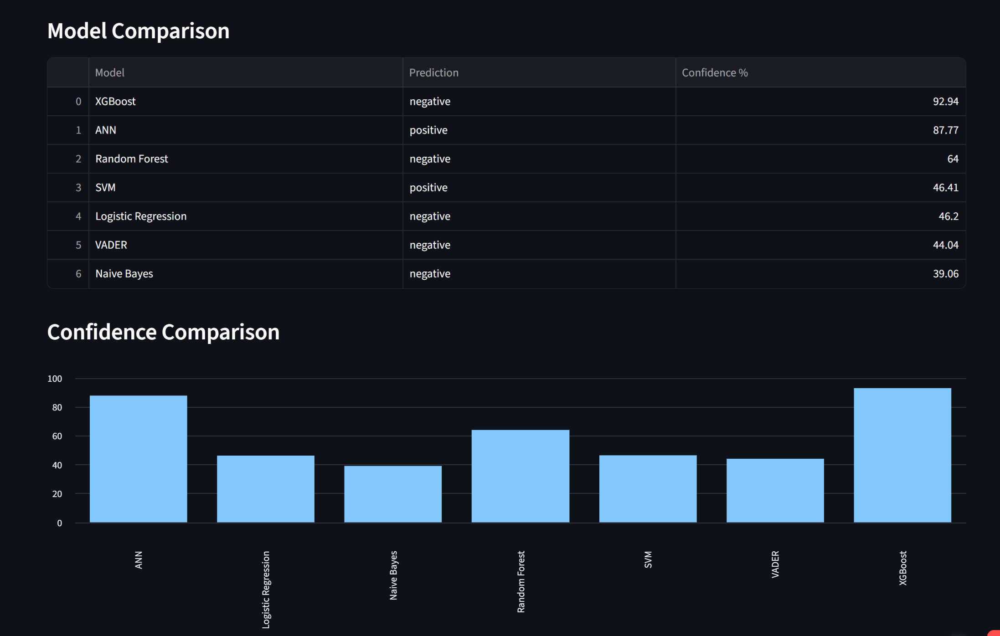 Model Comparison
Model Prediction Confidence %
0 XGBoost negative 92.94
1 ANN positive 87.77
2 Random Forest negative 64
3 SVM positive 46.41
4 Logistic Regression negative 46.2
5 VADER negative 44.04
6 Naive Bayes negative 39.06
Confidence Comparison
100
80
60
40
20
0
ANN
Logistic Regression
Naive Bayes
Random Forest
SVM
VADER
XGBoost